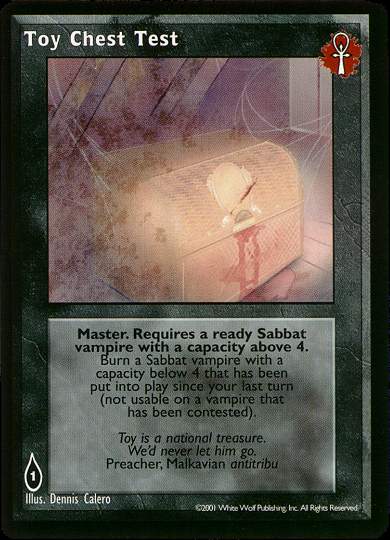 Toy Chest Test
Master. Requires a ready Sabbat
vampire with a capacity above 4.
Burn a Sabbat vampire with a
capacity below 4 that has been
put into play since your last turn
(not usable on a vampire that
has been contested).
Toy is a national treasure.
We'd never let him go.
Preacher, Malkavian antitribu
1
Illus. Dennis Calero
©2001 White Wolf Publishing, Inc. All Rights Reserved.